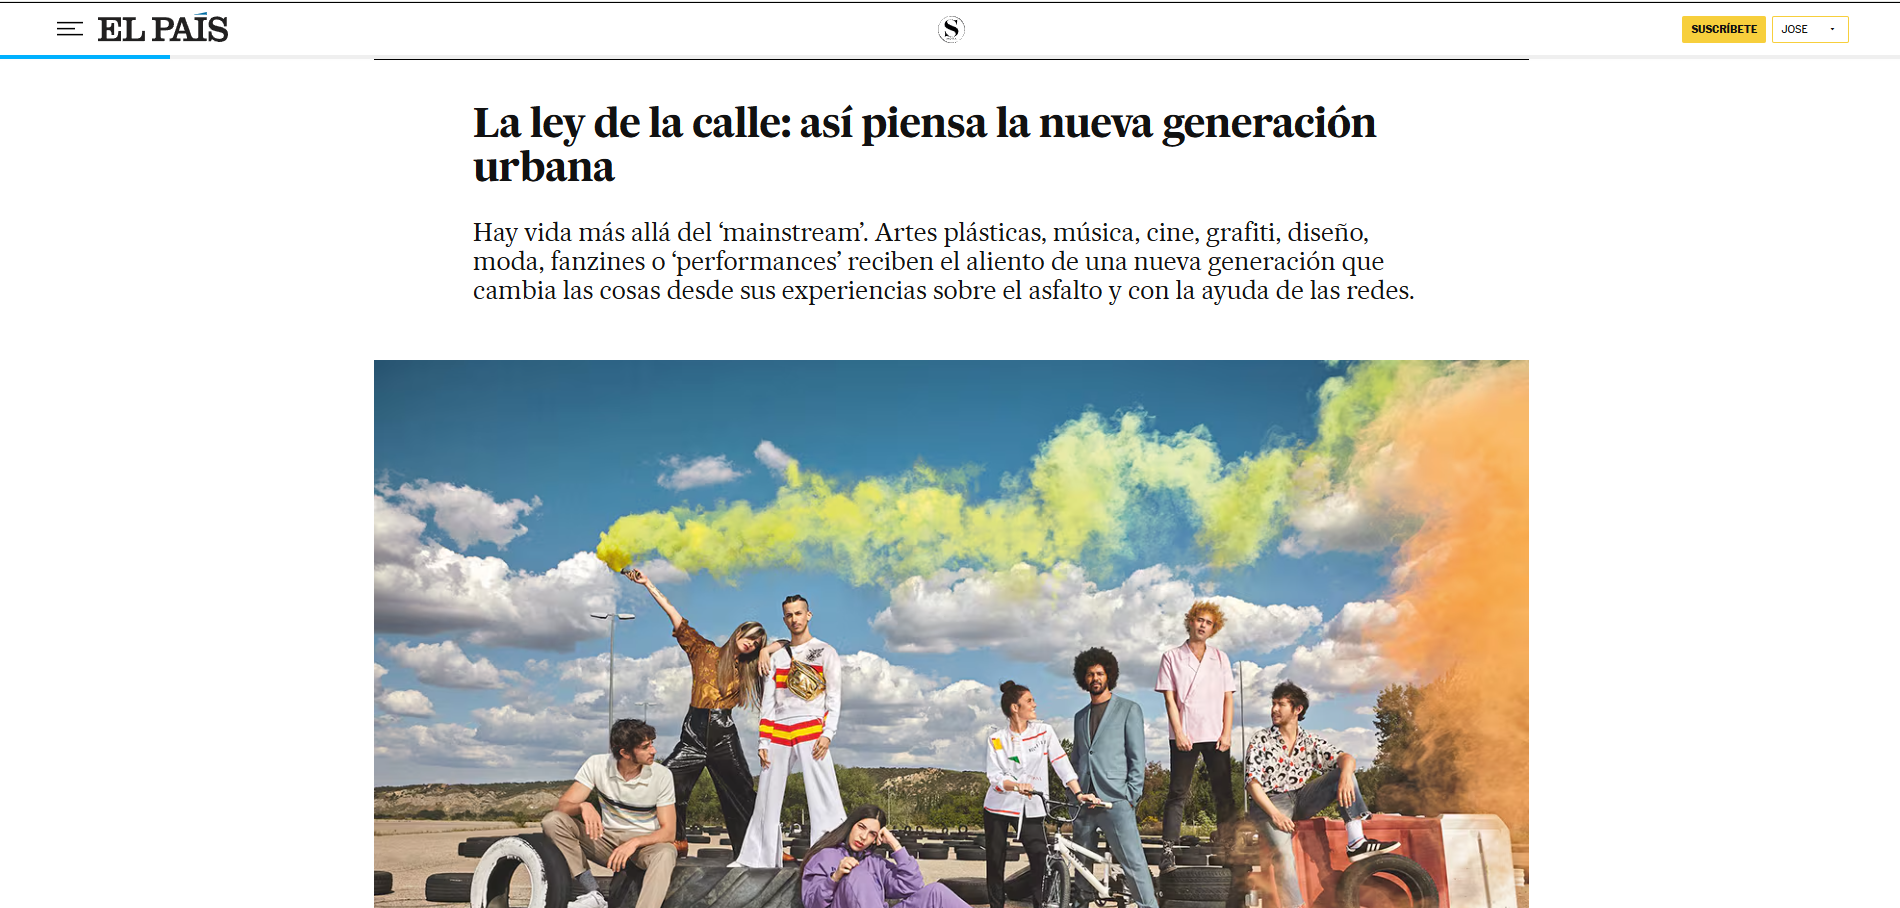 EL PAÍS
S
SUSCRÍBETE
JOSE
La ley de la calle: así piensa la nueva generación
urbana
Hay vida más allá del ‘mainstream’. Artes plásticas, música, cine, grafiti, diseño,
moda, fanzines o ‘performances’ reciben el aliento de una nueva generación que
cambia las cosas desde sus experiencias sobre el asfalto y con la ayuda de las redes.